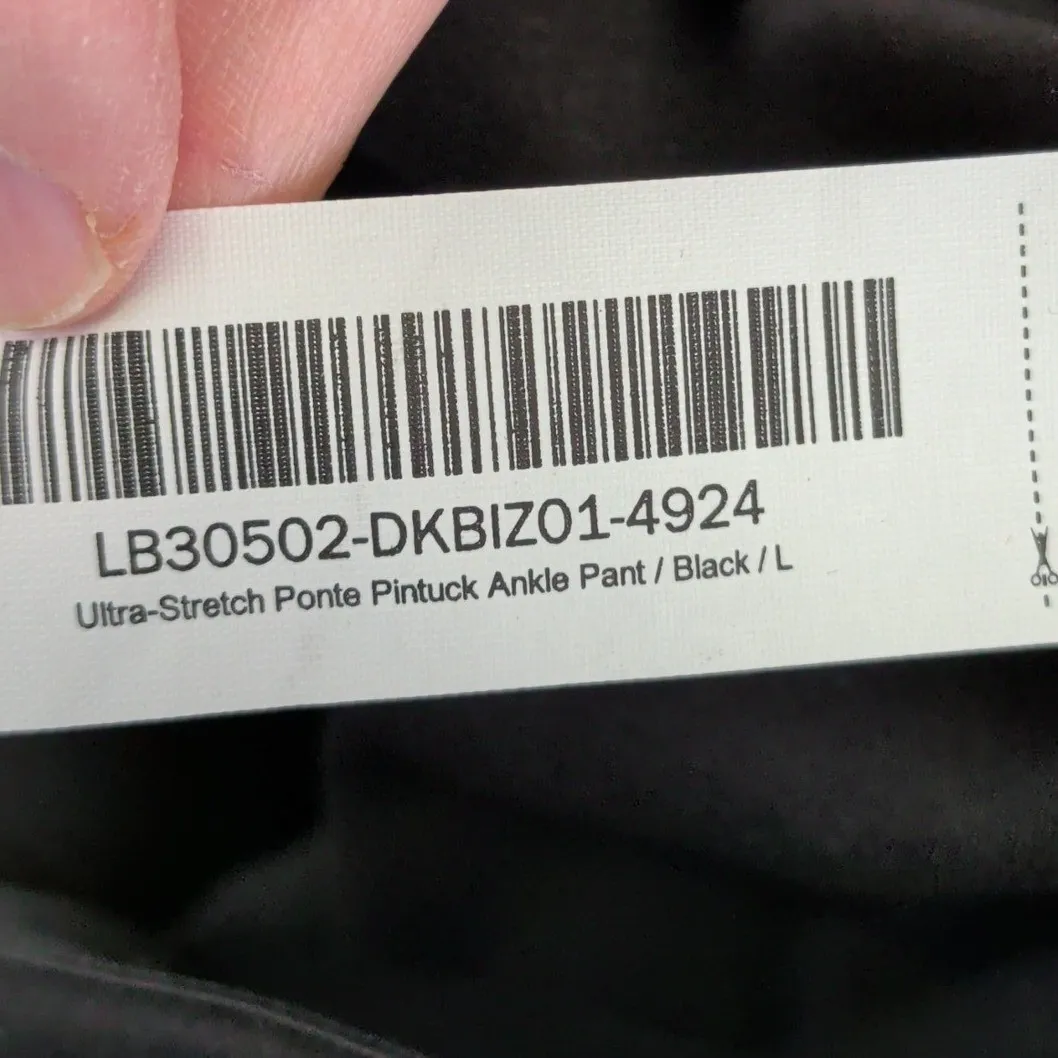 LB30502-DKBIZ01-4924
Ultra-Stretch Ponte Pintuck Ankle Pant / Black / L